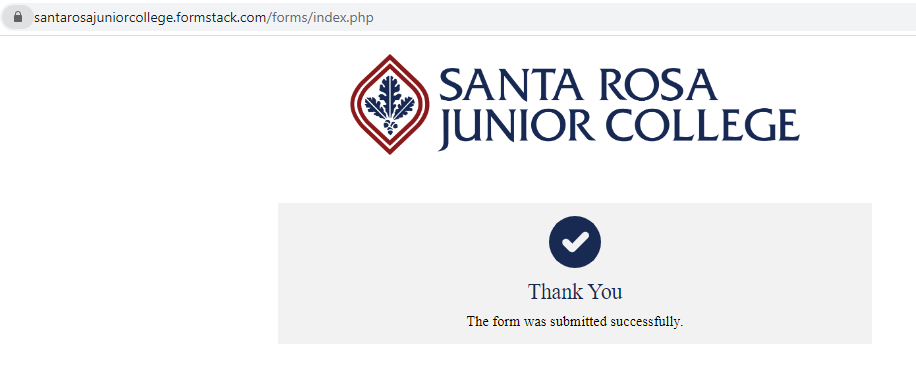 santarosajuniorcollege.formstack.com/forms/index.php
SANTA ROSA
JUNIOR COLLEGE
Thank You
The form was submitted successfully.